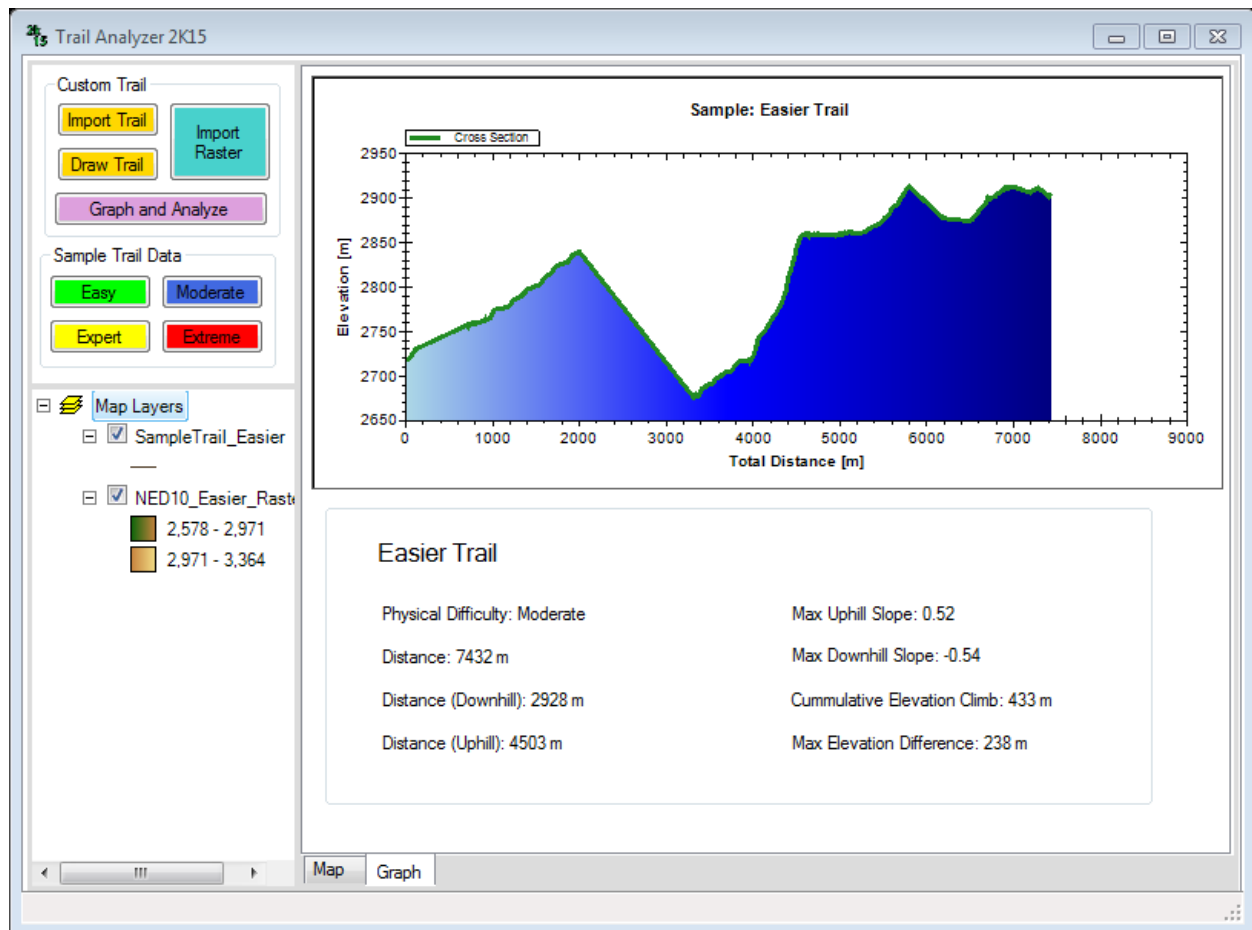 Trail Analyzer 2K15
Custom Trail
Import Trail
Import
Raster
Draw Trail
Graph and Analyze
Sample Trail Data
Easy
Moderate
Expert
Extreme
Map Layers
SampleTrail_Easier
NED10_Easier_Raste
2,578 - 2,971
2,971 - 3,364
Sample: Easier Trail
Cross Section
2950
2900
2850
2800
2750
2700
2650
Elevation [m]
0 1000 2000 3000 4000 5000 6000 7000 8000 9000
Total Distance [m]
Easier Trail
Physical Difficulty: Moderate
Distance: 7432 m
Distance (Downhill): 2928 m
Distance (Uphill): 4503 m
Max Uphill Slope: 0.52
Max Downhill Slope: -0.54
Cummulative Elevation Climb: 433 m
Max Elevation Difference: 238 m
Map
Graph